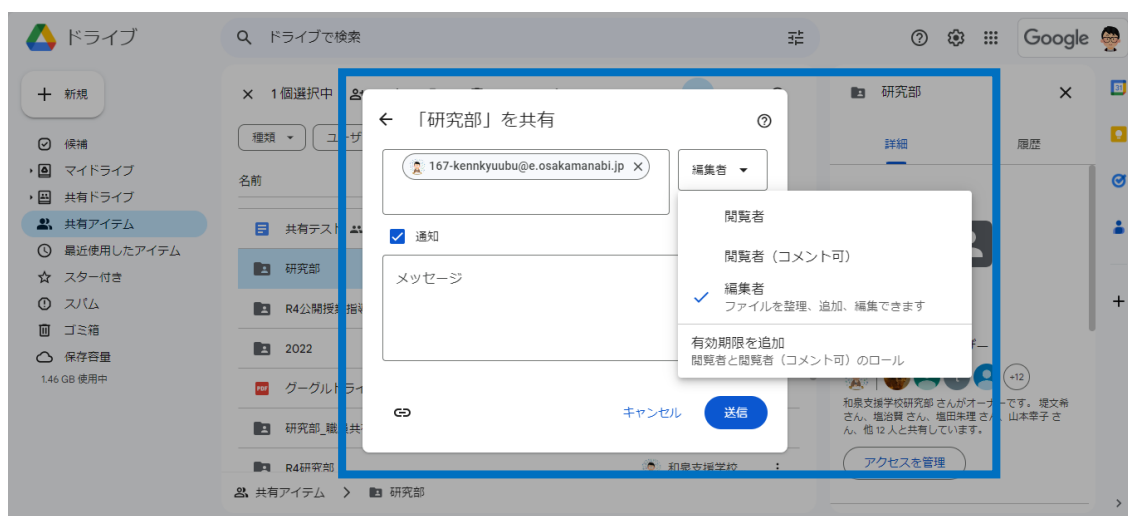 ドライブ
ドライブで検索
Google
新規
候補
マイドライブ
共有ドライブ
共有アイテム
最近使用したアイテム
スター付き
スパム
ゴミ箱
保存容量
1.46 GB 使用中
1 個選択中
種類
ユーザ
名前
共有テスト
研究部
R4公開授業指導
2022
PDF
グーグルドライ
研究部_職員共
R4研究部
和泉支援学校
共有アイテム > 研究部
「研究部」を共有
167-kennkyuubu@e.osakamanabi.jp
編集者
通知
メッセージ
キャンセル
送信
閲覧者
閲覧者（コメント可）
編集者
ファイルを整理、追加、編集できます
有効期限を追加
閲覧者と閲覧者（コメント可）のロール
研究部
詳細
履歴
+12
和泉支援学校研究部 さんがオーナーです。 堤文希
さん、塩治賢 さん、塩田朱理 さん、山本幸子 さ
ん、他 12 人と共有しています。
アクセスを管理
31